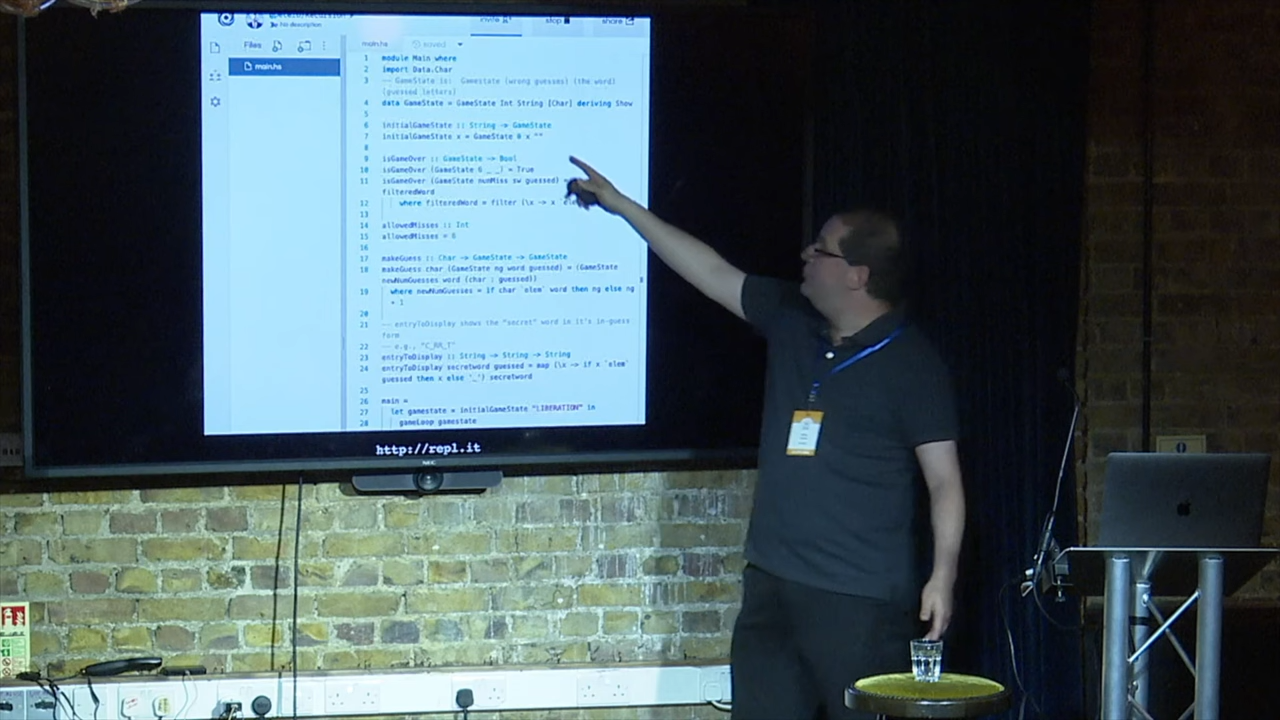 No description
invite
stop
share
Files
main.hs
main.hs
saved
1 module Main where
2 import Data.Char
3 -- GameState is: Gamestate (wrong guesses) (the word)
(guessed letters)
4 data GameState = GameState Int String [Char] deriving Show
5
6 initialGameState :: String -> GameState
7 initialGameState x = GameState 0 x ""
8
9 isGameOver :: GameState -> Bool
10 isGameOver (GameState 6 _ _) = True
11 isGameOver (GameState numMiss sw guessed) =
filteredWord
12 where filteredWord = filter (\x -> x `
13
14 allowedMisses :: Int
15 allowedMisses = 6
16
17 makeGuess :: Char -> GameState -> GameState
18 makeGuess char (GameState ng word guessed) = (GameState
newNumGuesses word (char : guessed))
19 where newNumGuesses = if char `elem` word then ng else ng
+ 1
20
21 -- entryToDisplay shows the "secret" word in it's in-guess
form
22 -- e.g., "C_RR_T"
23 entryToDisplay :: String -> String -> String
24 entryToDisplay secretword guessed = map (\x -> if x `elem`
guessed then x else '_') secretword
25
26 main =
27 let gamestate = initialGameState "LIBERATION" in
28 gameLoop gamestate
http://repl.it
NEC